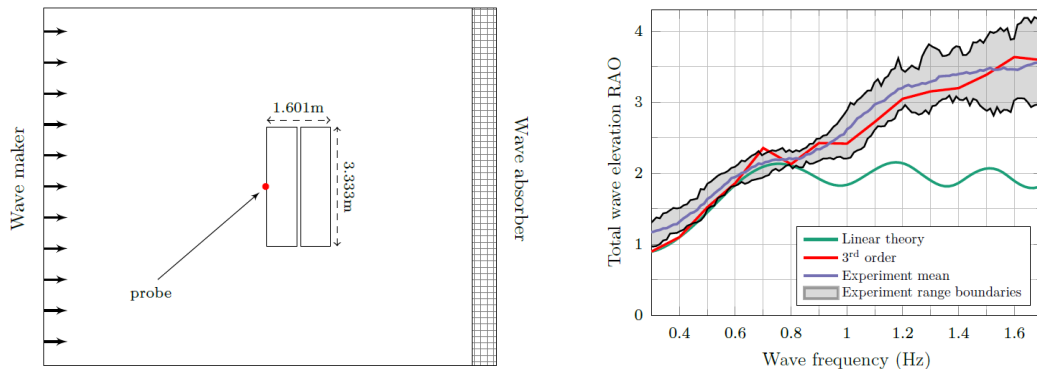 Wave maker
1.601m
3.333m
probe
Wave absorber
Total wave elevation RAO
4
3
2
1
0
Linear theory
3rd order
Experiment mean
Experiment range boundaries
0.4 0.6 0.8 1 1.2 1.4 1.6
Wave frequency (Hz)